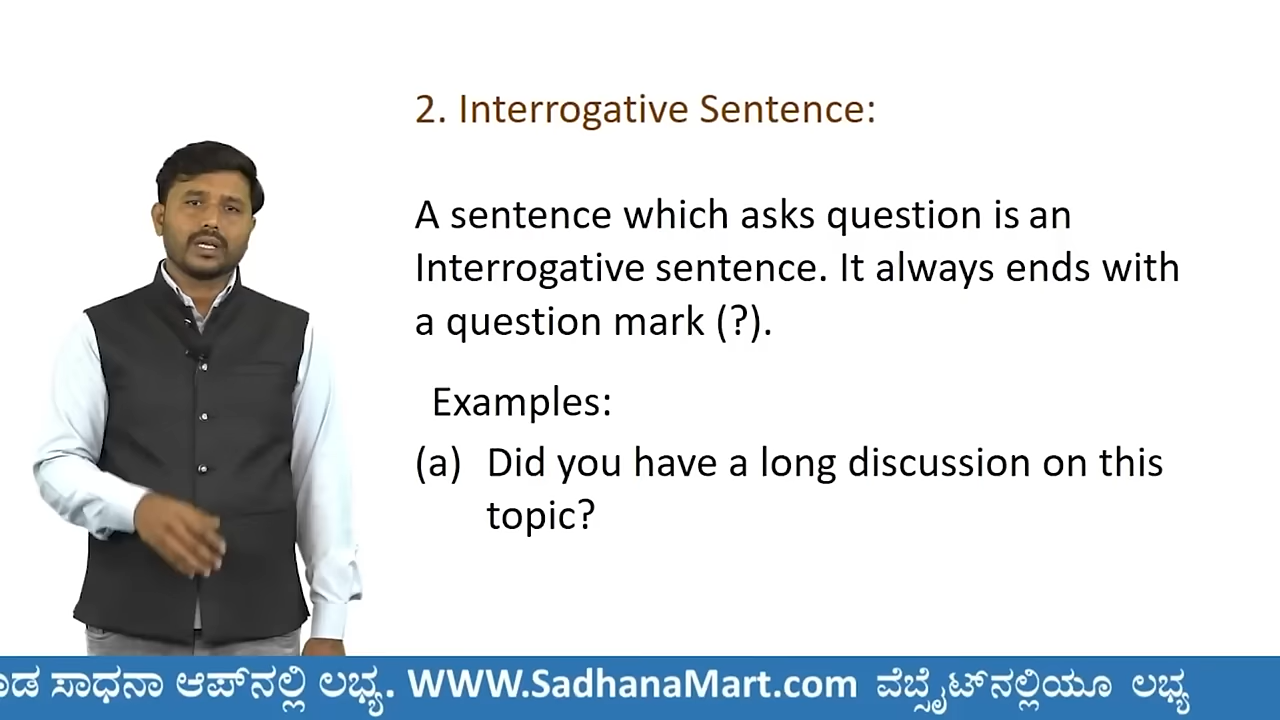 2. Interrogative Sentence:
A sentence which asks question is an
Interrogative sentence. It always ends with
a question mark (?).
Examples:
(a) Did you have a long discussion on this
topic?
ಸಾಧನಾ ಆಪ್‌ನಲ್ಲಿ ಲಭ್ಯ. WWW.SadhanaMart.com ವೆಬ್ಸೈಟ್‌ನಲ್ಲಿಯೂ ಲಭ್ಯ